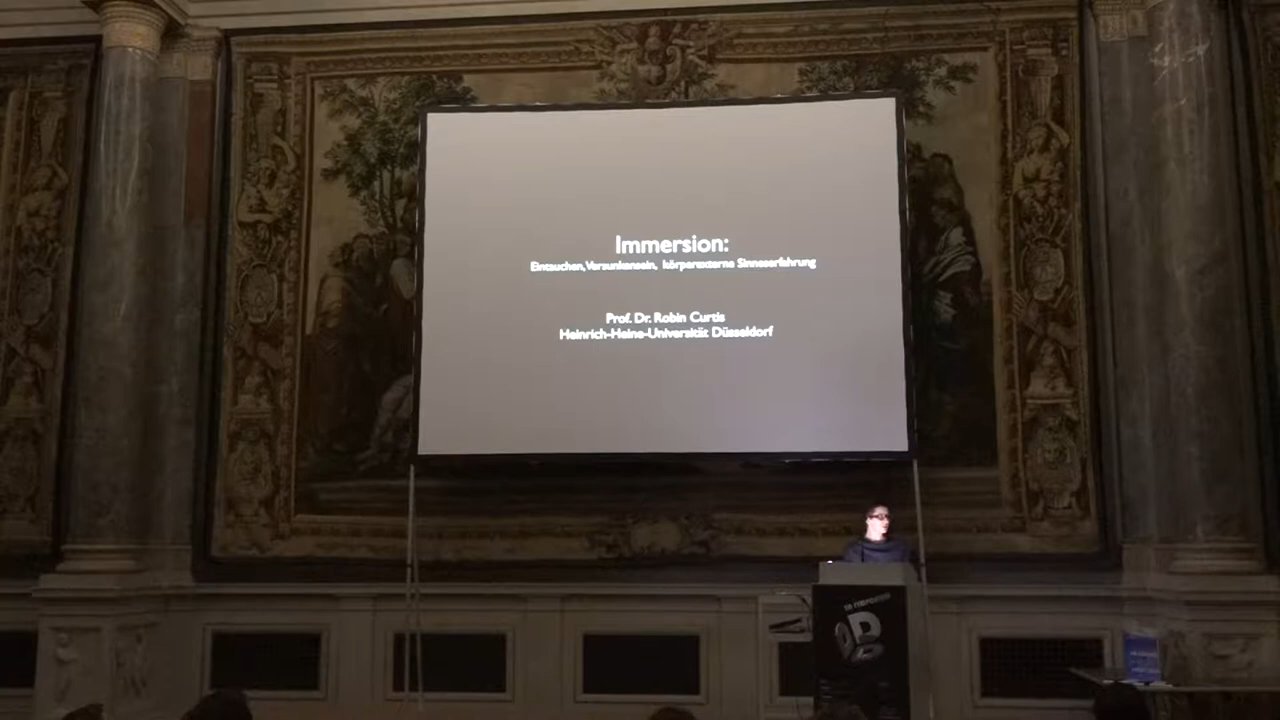 Immersion:
Eintauchen, Versunkensein, körperexterne Sinneserfahrung
Prof. Dr. Robin Curtis
Heinrich-Heine-Universität Düsseldorf